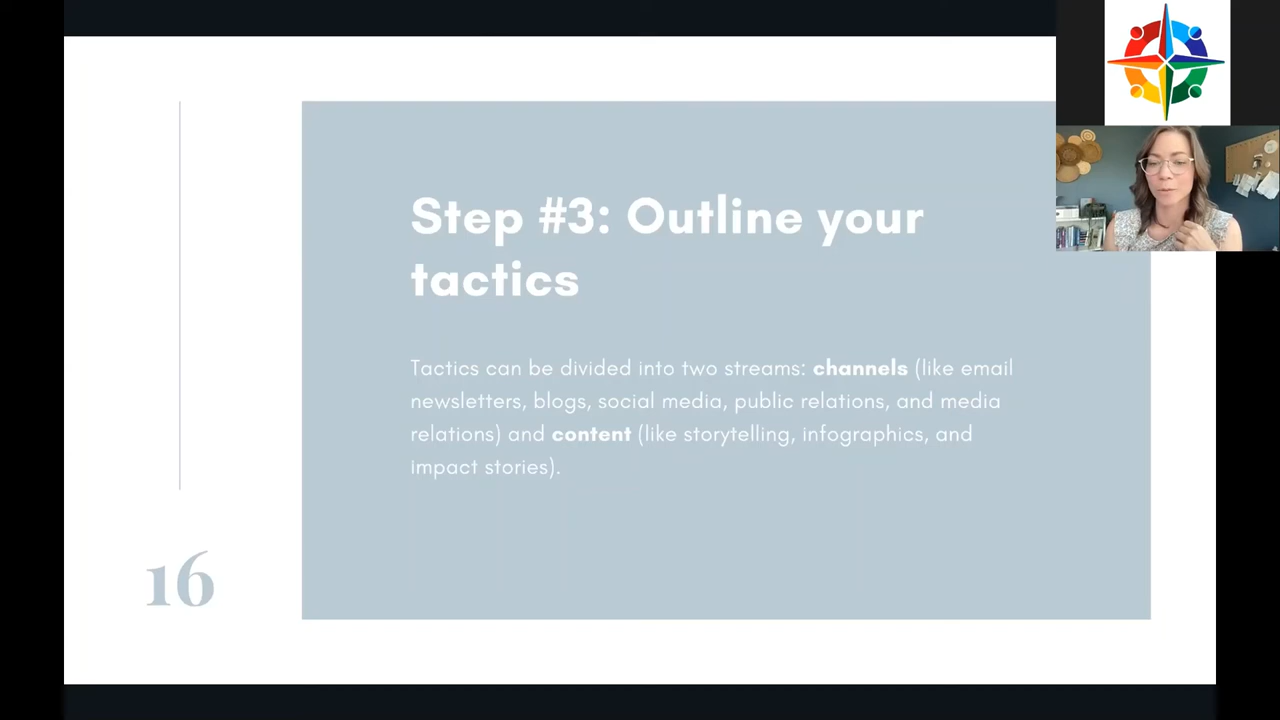 Step #3: Outline your
tactics
Tactics can be divided into two streams: channels (like email
newsletters, blogs, social media, public relations, and media
relations) and content (like storytelling, infographics, and
impact stories).
16